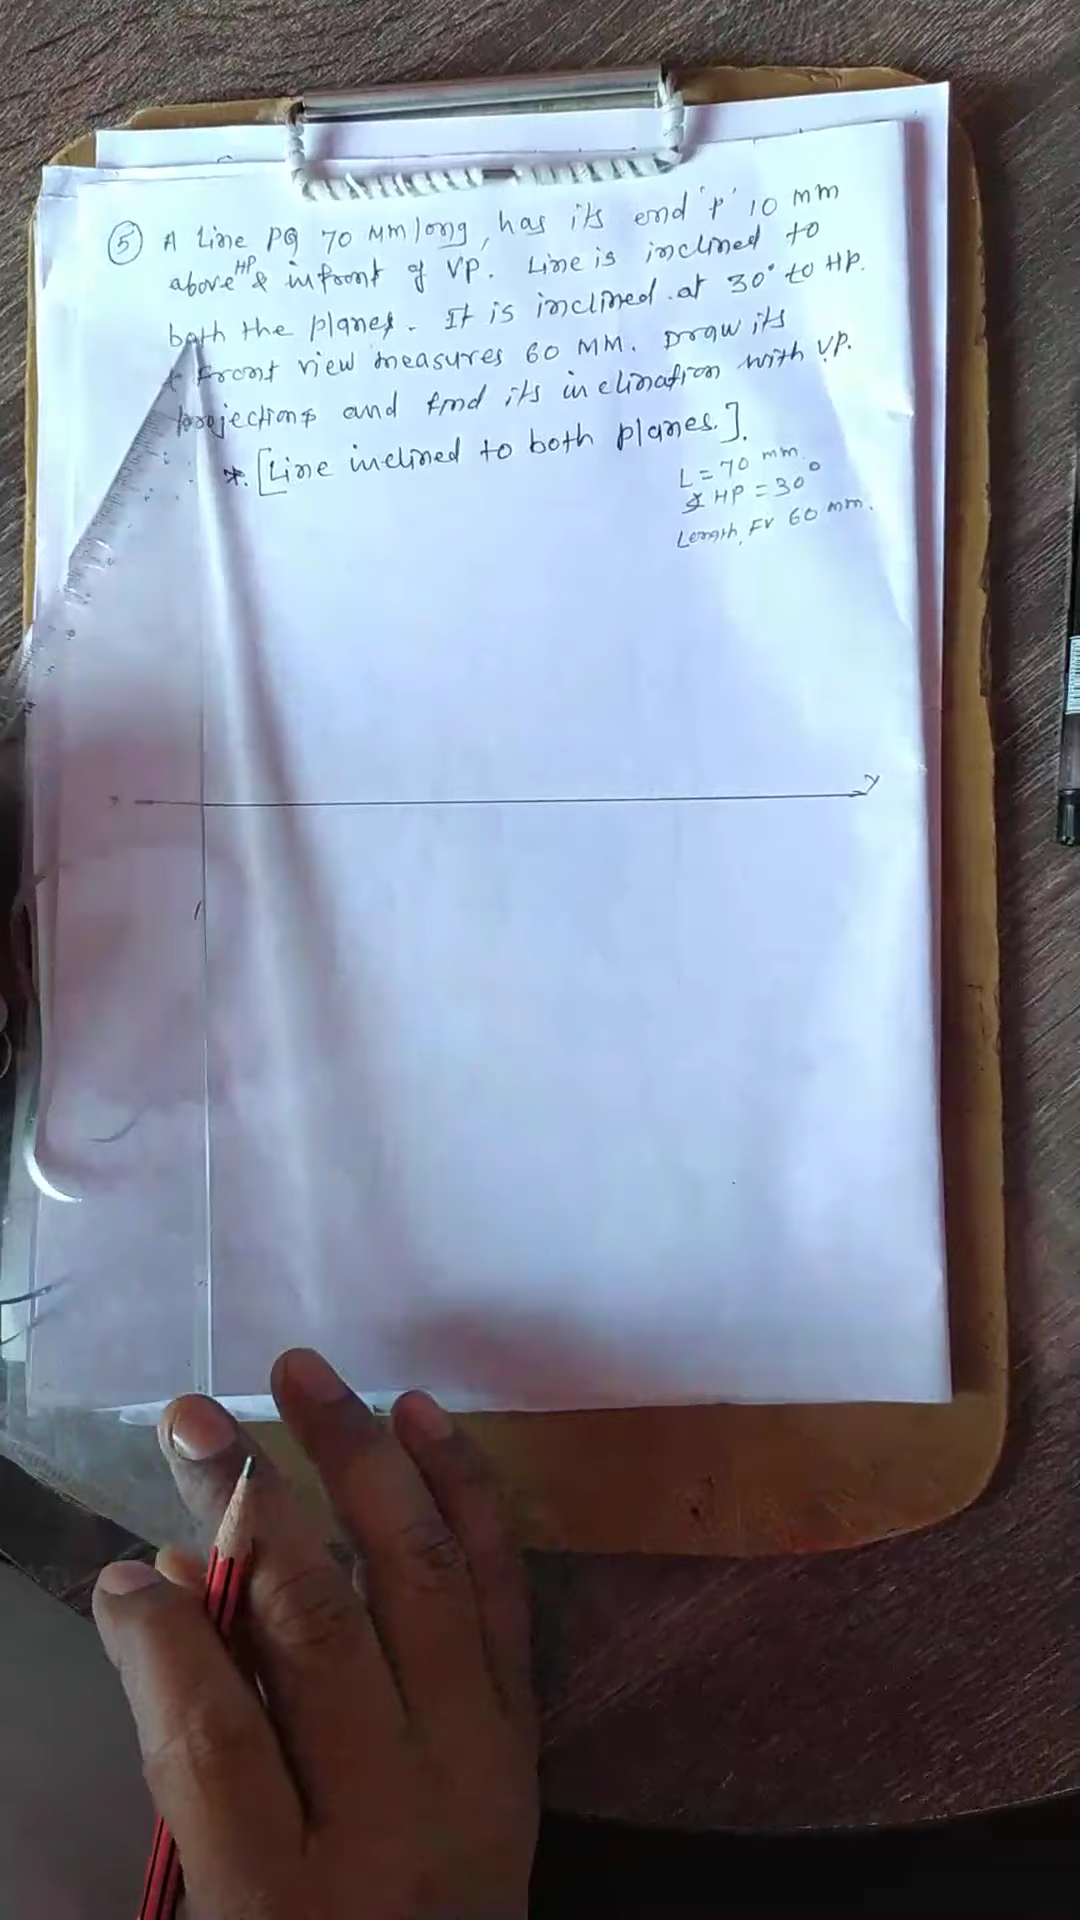 ⑤ A Line PQ 70 MM long, has its end 'P' 10 mm
above HP & infront of VP. Line is inclined to
both the planes. It is inclined at 30° to HP.
Front view measures 60 MM. Draw its
projections and find its inclination with VP.
*. [Line inclined to both planes.].
L = 70 mm.
∡ HP = 30°
Length, FV 60 mm.
x
y